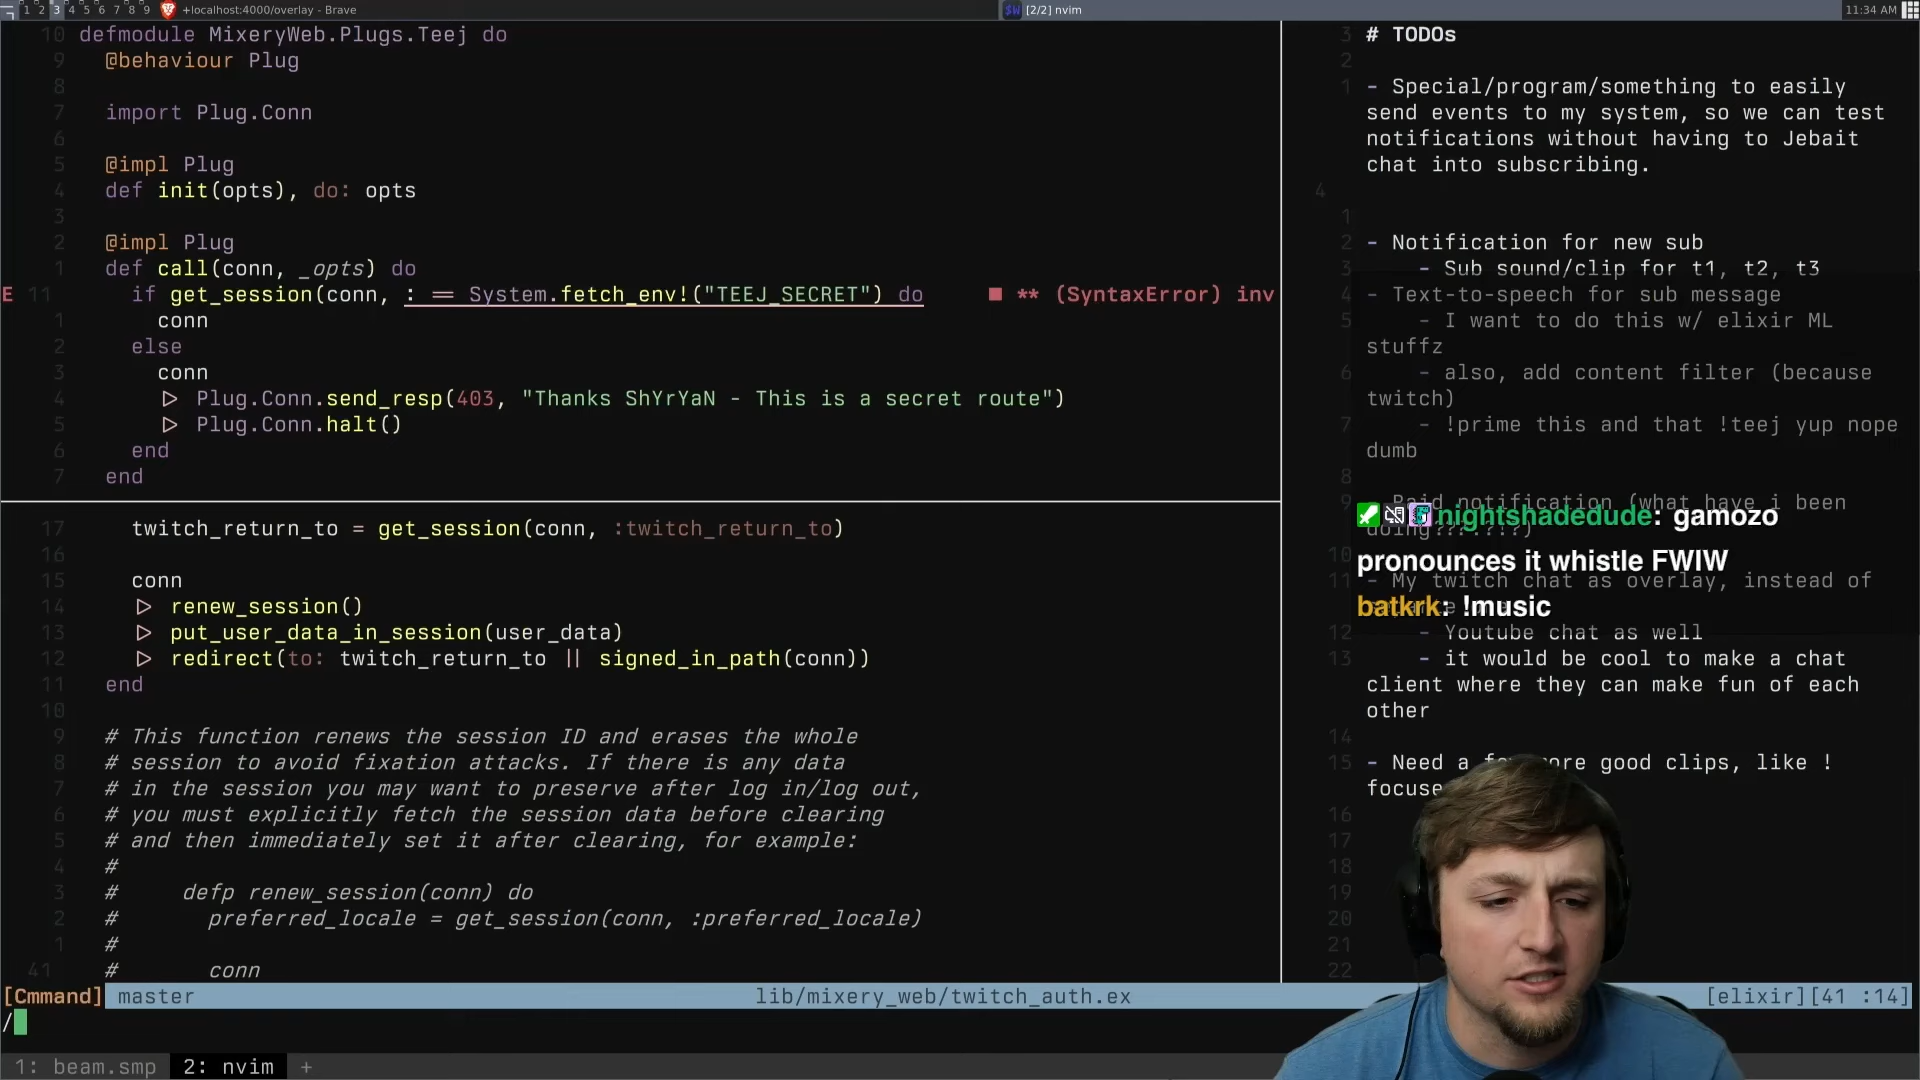 1 2 3 4 5 6 7 8 9 +localhost:4000/overlay - Brave
[2/2] nvim
11:34 AM
10 defmodule MixeryWeb.Plugs.Teej do
9 @behaviour Plug
8
7 import Plug.Conn
6
5 @impl Plug
4 def init(opts), do: opts
3
2 @impl Plug
1 def call(conn, _opts) do
E 11 if get_session(conn, : == System.fetch_env!("TEEJ_SECRET") do ■ ** (SyntaxError) inv
1 conn
2 else
3 conn
4 ▷ Plug.Conn.send_resp(403, "Thanks ShYrYaN - This is a secret route")
5 ▷ Plug.Conn.halt()
6 end
7 end
17 twitch_return_to = get_session(conn, :twitch_return_to)
16
15 conn
14 ▷ renew_session()
13 ▷ put_user_data_in_session(user_data)
12 ▷ redirect(to: twitch_return_to || signed_in_path(conn))
11 end
10
9 # This function renews the session ID and erases the whole
8 # session to avoid fixation attacks. If there is any data
7 # in the session you may want to preserve after log in/log out,
6 # you must explicitly fetch the session data before clearing
5 # and then immediately set it after clearing, for example:
4 #
3 # defp renew_session(conn) do
2 # preferred_locale = get_session(conn, :preferred_locale)
1 #
41 # conn
3 # TODOs
2
1 - Special/program/something to easily
send events to my system, so we can test
notifications without having to Jebait
chat into subscribing.
4
1
2 - Notification for new sub
3 - Sub sound/clip for t1, t2, t3
4 - Text-to-speech for sub message
5 - I want to do this w/ elixir ML
stuffz
6 - also, add content filter (because
twitch)
7 - !prime this and that !teej yup nope
dumb
8
9 - Raid notification (what have i been
doing???!?!?)
nightshadedude: gamozo
pronounces it whistle FWIW
batkrk: !music
10
11 - My twitch chat as overlay, instead of
12 - Youtube chat as well
13 - it would be cool to make a chat
client where they can make fun of each
other
14
15 - Need a few more good clips, like !
focuse
16
17
18
19
20
21
22
[Cmmand] master lib/mixery_web/twitch_auth.ex [elixir][41 :14]
/
1: beam.smp 2: nvim +